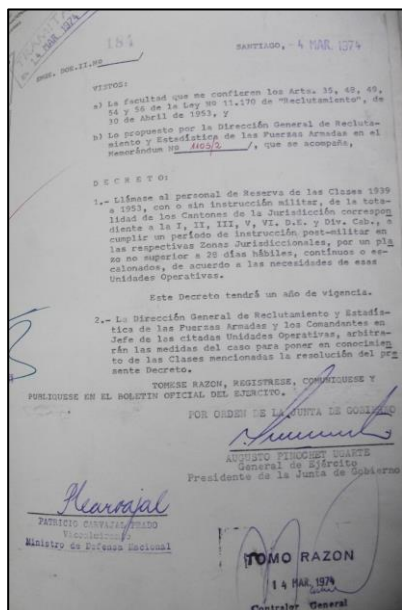 TRAMITA
14 MAR. 1974
184
SANTIAGO, -4 MAR. 1974
VISTOS:
a) La facultad que me confieren los Arts. 35, 48, 49,
54 y 56 de la Ley Nº 11.170 de "Reclutamiento", de
30 de Abril de 1953, y
b) Lo propuesto por la Dirección General de Recluta-
miento y Estadística de las Fuerzas Armadas en el
Memorándum Nº 1105/2 /, que se acompaña,
D E C R E T O:
1.- Llámase al personal de Reserva de las Clases 1939
a 1953, con o sin instrucción militar, de la tota-
lidad de los Cantones de la Jurisdicción correspon
diente a la I, II, III, V, VI. D.E. y Div. Cab., a
cumplir un período de instrucción post-militar en
las respectivas Zonas Jurisdiccionales, por un pla
zo no superior a 28 días hábiles, contínuos o es-
calonados, de acuerdo a las necesidades de esas
Unidades Operativas.
Este Decreto tendrá un año de vigencia.
2.- La Dirección General de Reclutamiento y Estadís-
tica de las Fuerzas Armadas y los Comandantes en
Jefe de las citadas Unidades Operativas, arbitra-
rán las medidas del caso para poner en conocimien
to de las Clases mencionadas la resolución del pre
sente Decreto.
TOMESE RAZON, REGISTRESE, COMUNIQUESE Y
PUBLIQUESE EN EL BOLETIN OFICIAL DEL EJERCITO.
POR ORDEN DE LA JUNTA DE GOBIERNO
AUGUSTO PINOCHET UGARTE
General de Ejército
Presidente de la Junta de Gobierno
PCarvajal
PATRICIO CARVAJAL PRADO
Vicealmirante
Ministro de Defensa Nacional
TOMO RAZON
14 MAR. 1974
Contralor General